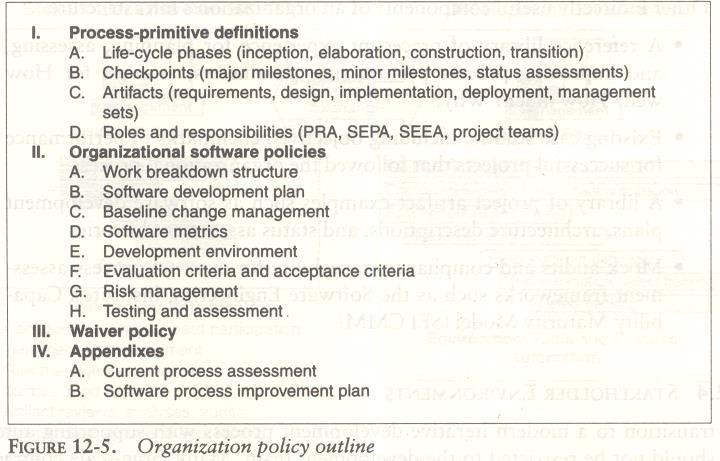 I. Process-primitive definitions
A. Life-cycle phases (inception, elaboration, construction, transition)
B. Checkpoints (major milestones, minor milestones, status assessments)
C. Artifacts (requirements, design, implementation, deployment, management
sets)
D. Roles and responsibilities (PRA, SEPA, SEEA, project teams)
II. Organizational software policies
A. Work breakdown structure
B. Software development plan
C. Baseline change management
D. Software metrics
E. Development environment
F. Evaluation criteria and acceptance criteria
G. Risk management
H. Testing and assessment
III. Waiver policy
IV. Appendixes
A. Current process assessment
B. Software process improvement plan
FIGURE 12-5. Organization policy outline